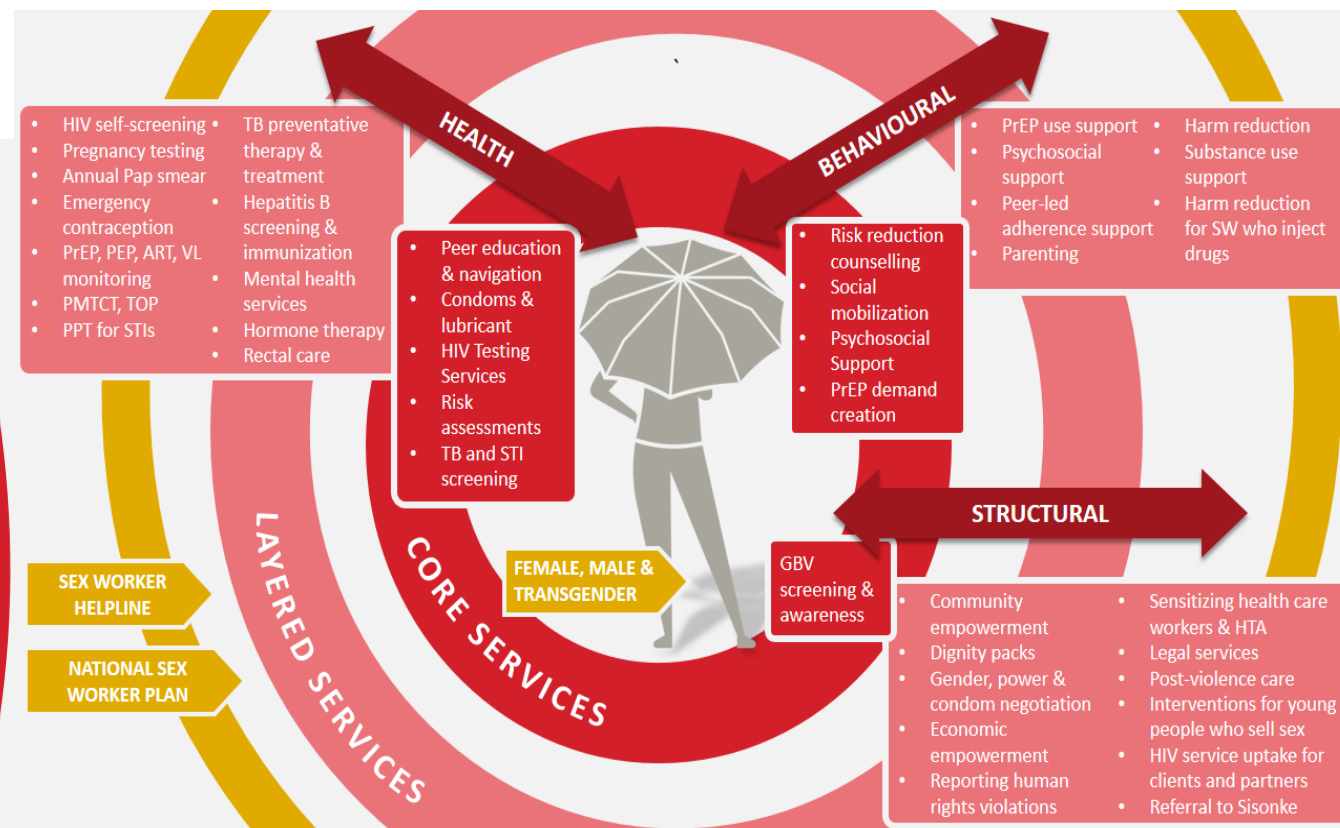 HEALTH
BEHAVIOURAL
• HIV self-screening
• Pregnancy testing
• Annual Pap smear
• Emergency
contraception
• PrEP, PEP, ART, VL
monitoring
• PMTCT, TOP
• PPT for STIs
• TB preventative
therapy &
treatment
• Hepatitis B
screening &
immunization
• Mental health
services
• Hormone therapy
• Rectal care
• PrEP use support
• Psychosocial
support
• Peer-led
adherence support
• Parenting
• Harm reduction
• Substance use
support
• Harm reduction
for SW who inject
drugs
• Peer education
& navigation
• Condoms &
lubricant
• HIV Testing
Services
• Risk
assessments
• TB and STI
screening
• Risk reduction
counselling
• Social
mobilization
• Psychosocial
Support
• PrEP demand
creation
STRUCTURAL
LAYERED SERVICES
CORE SERVICES
FEMALE, MALE &
TRANSGENDER
GBV
screening &
awareness
SEX WORKER
HELPLINE
NATIONAL SEX
WORKER PLAN
• Community
empowerment
• Dignity packs
• Gender, power &
condom negotiation
• Economic
empowerment
• Reporting human
rights violations
• Sensitizing health care
workers & HTA
• Legal services
• Post-violence care
• Interventions for young
people who sell sex
• HIV service uptake for
clients and partners
• Referral to Sisonke